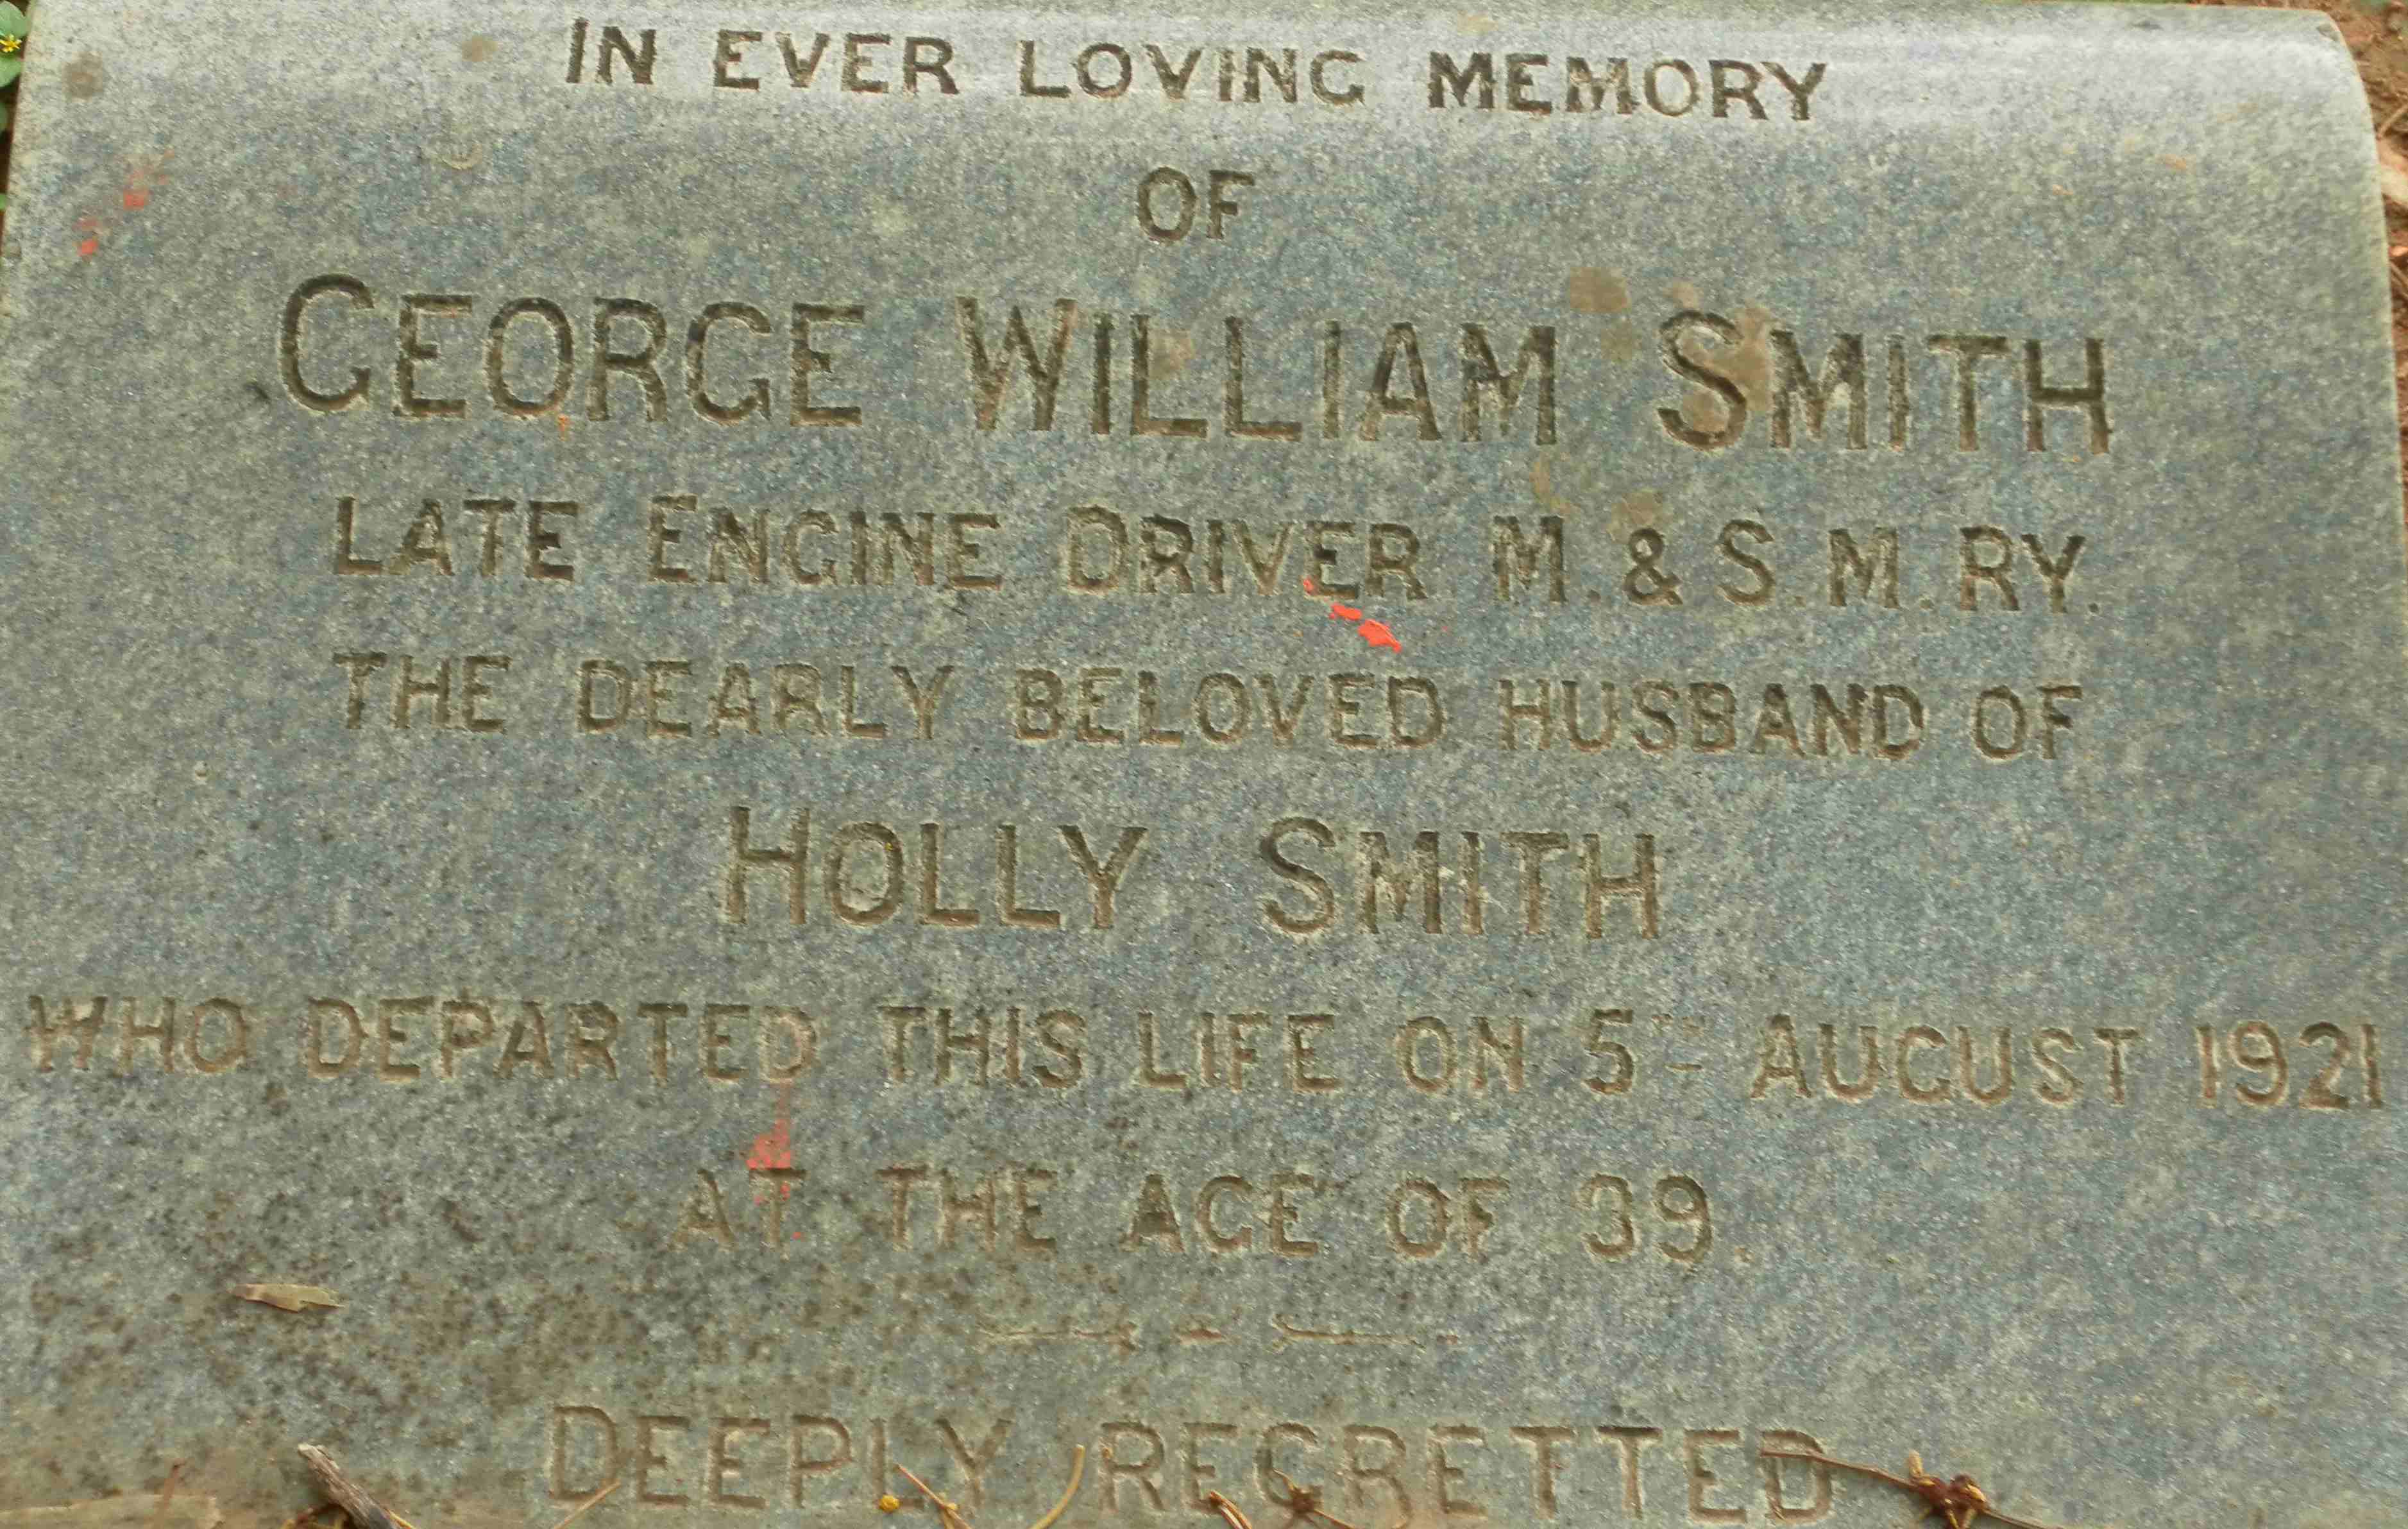 IN EVER LOVING MEMORY
OF
GEORGE WILLIAM SMITH
LATE ENGINE DRIVER M. & S. M. RY.
THE DEARLY BELOVED HUSBAND OF
HOLLY SMITH
WHO DEPARTED THIS LIFE ON 5TH AUGUST 1921
AT THE AGE OF 39.
DEEPLY REGRETTED